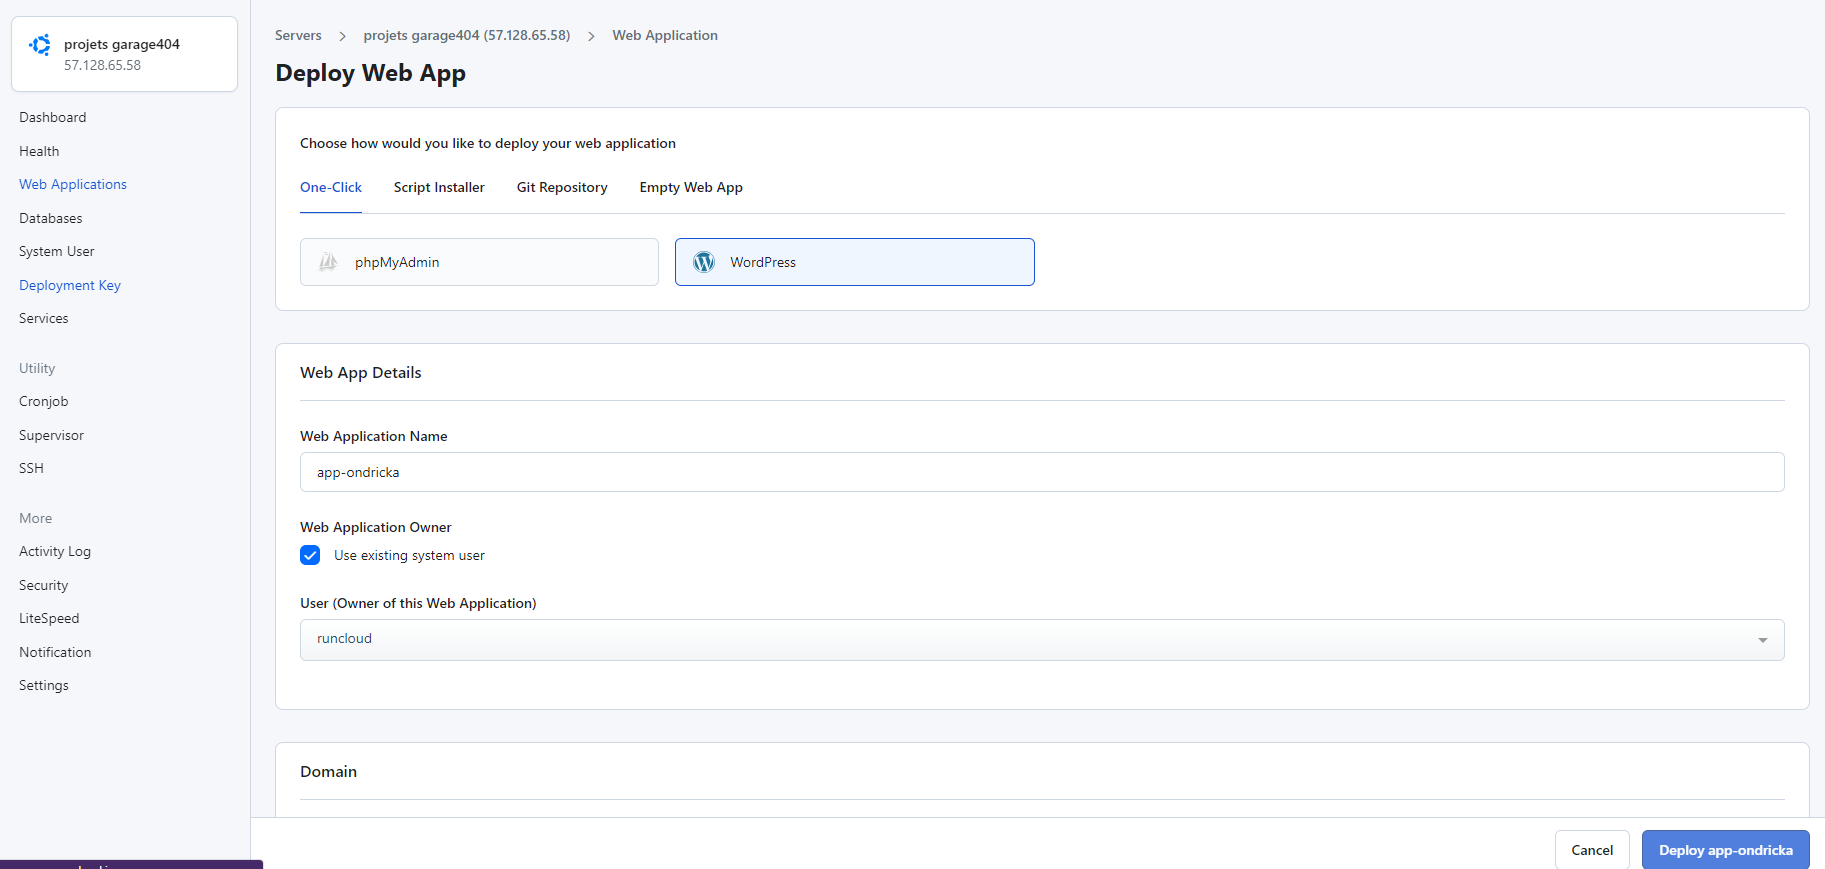 projets garage404
57.128.65.58
Dashboard
Health
Web Applications
Databases
System User
Deployment Key
Services
Utility
Cronjob
Supervisor
SSH
More
Activity Log
Security
LiteSpeed
Notification
Settings
Servers > projets garage404 (57.128.65.58) > Web Application
Deploy Web App
Choose how would you like to deploy your web application
One-Click Script Installer Git Repository Empty Web App
phpMyAdmin WordPress
Web App Details
Web Application Name
app-ondricka
Web Application Owner
Use existing system user
User (Owner of this Web Application)
runcloud
Domain
Cancel Deploy app-ondricka